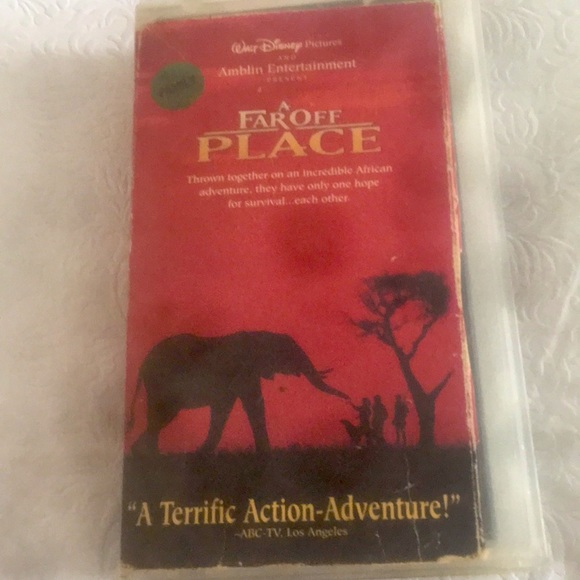 Walt Disney Pictures
AND
Amblin Entertainment
PRESENT
A
FAR OFF
PLACE
Thrown together on an incredible African
adventure, they have only one hope
for survival...each other.
"A Terrific Action-Adventure!"
-ABC-TV, Los Angeles